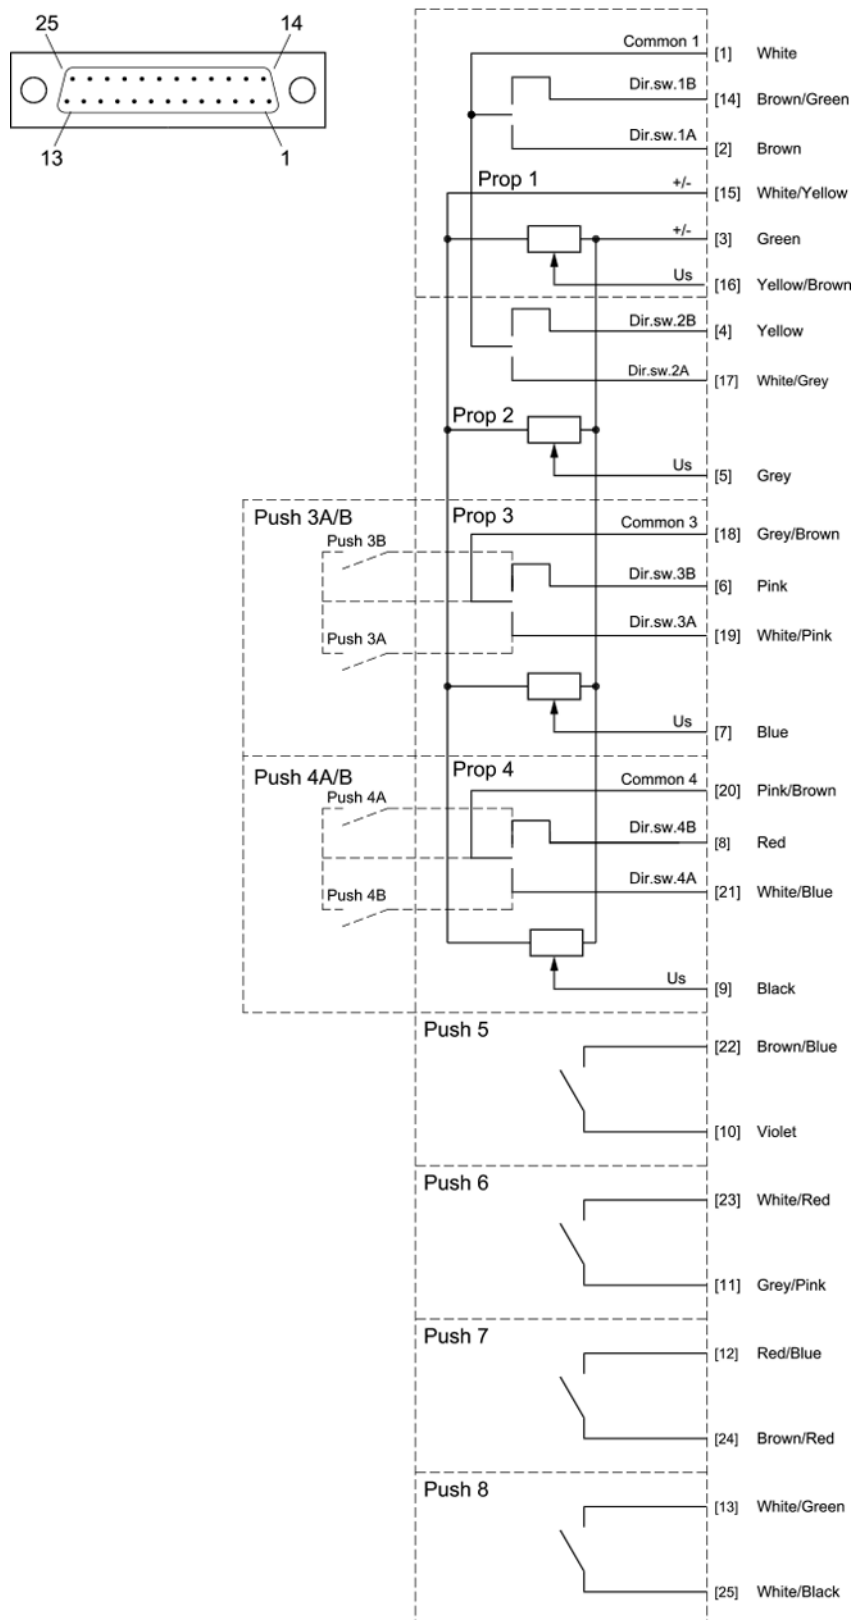 25 14
13 1
Common 1 [1] White
Dir.sw.1B [14] Brown/Green
Dir.sw.1A [2] Brown
Prop 1 +/- [15] White/Yellow
+/- [3] Green
Us [16] Yellow/Brown
Dir.sw.2B [4] Yellow
Dir.sw.2A [17] White/Grey
Prop 2
Us [5] Grey
Push 3A/B Prop 3 Common 3 [18] Grey/Brown
Push 3B
Dir.sw.3B [6] Pink
Push 3A Dir.sw.3A [19] White/Pink
Us [7] Blue
Push 4A/B Prop 4 Common 4 [20] Pink/Brown
Push 4A
Dir.sw.4B [8] Red
Push 4B Dir.sw.4A [21] White/Blue
Us [9] Black
Push 5
[22] Brown/Blue
[10] Violet
Push 6
[23] White/Red
[11] Grey/Pink
Push 7
[12] Red/Blue
[24] Brown/Red
Push 8
[13] White/Green
[25] White/Black